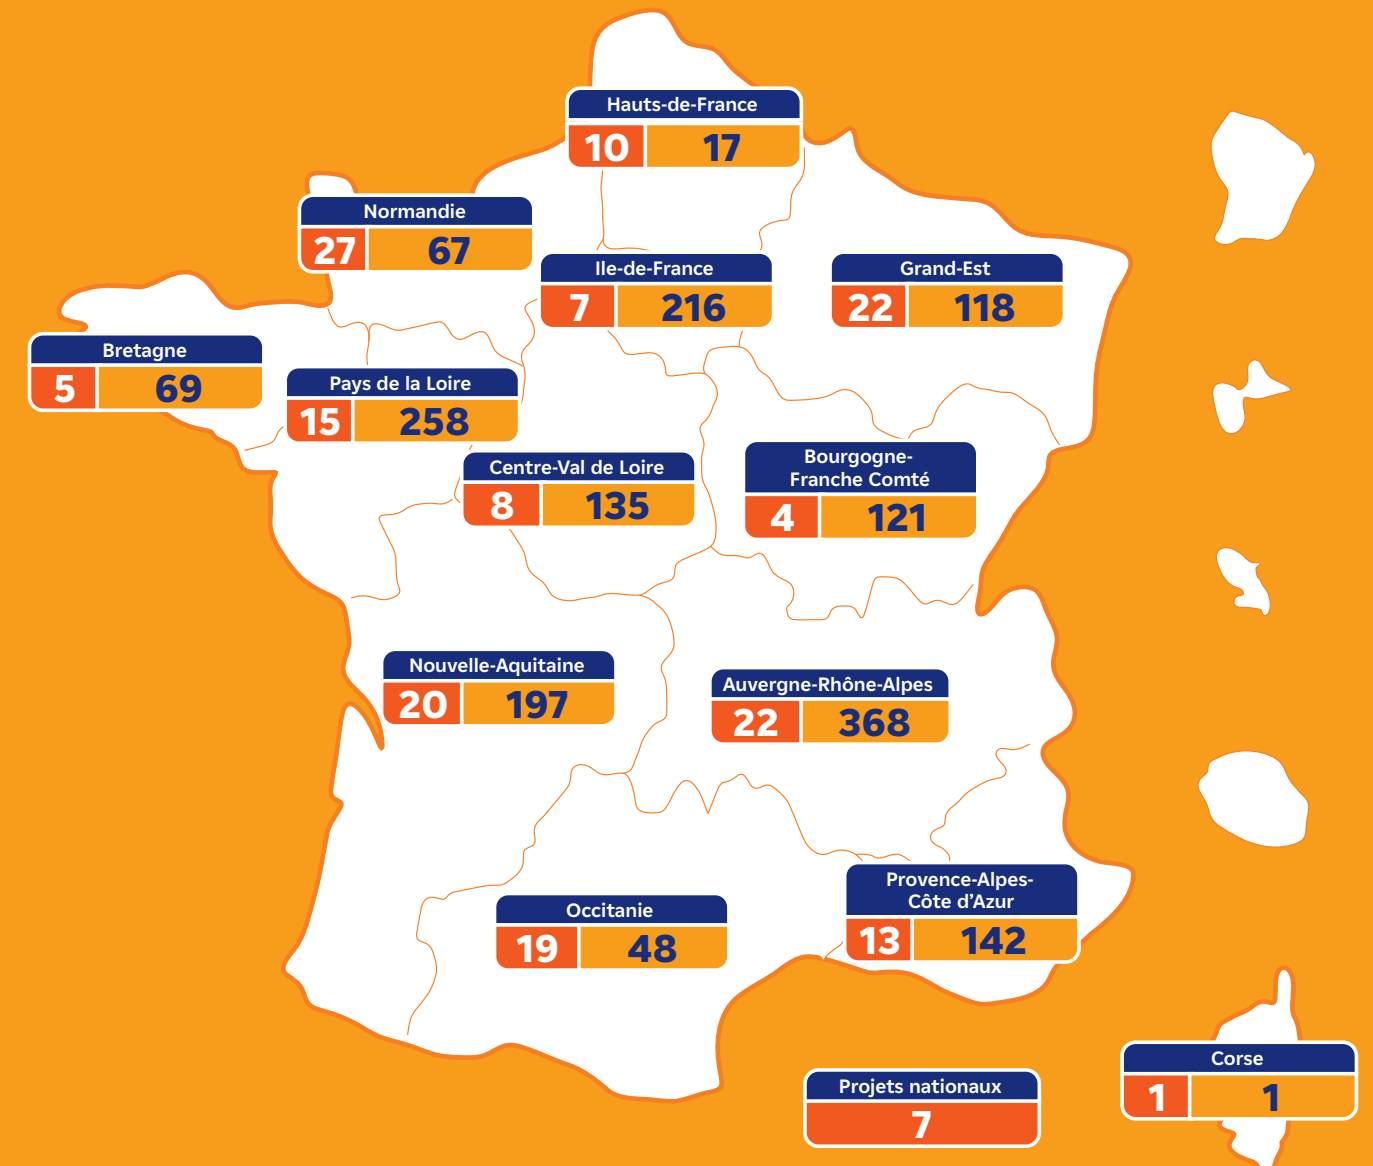 Hauts-de-France
10 17
Normandie
27 67
Ile-de-France
7 216
Grand-Est
22 118
Bretagne
5 69
Pays de la Loire
15 258
Centre-Val de Loire
8 135
Bourgogne-
Franche Comté
4 121
Nouvelle-Aquitaine
20 197
Auvergne-Rhône-Alpes
22 368
Provence-Alpes-
Côte d'Azur
13 142
Occitanie
19 48
Corse
1 1
Projets nationaux
7